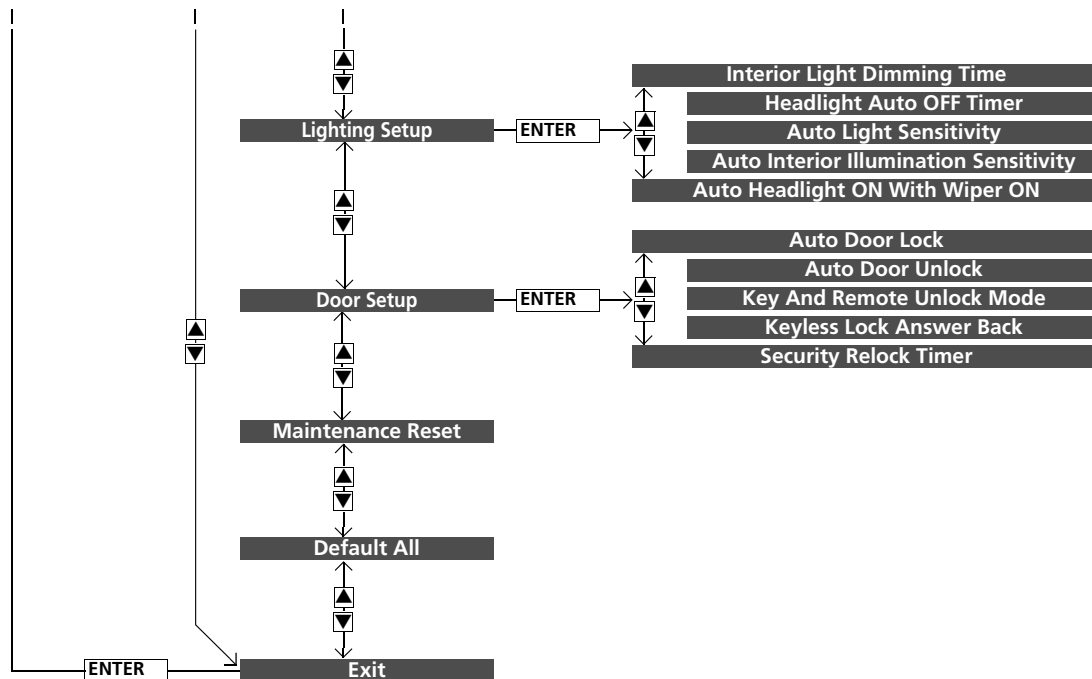 Interior Light Dimming Time
Headlight Auto OFF Timer
Lighting Setup
ENTER
Auto Light Sensitivity
Auto Interior Illumination Sensitivity
Auto Headlight ON With Wiper ON
Auto Door Lock
Auto Door Unlock
Door Setup
ENTER
Key And Remote Unlock Mode
Keyless Lock Answer Back
Security Relock Timer
Maintenance Reset
Default All
ENTER
Exit